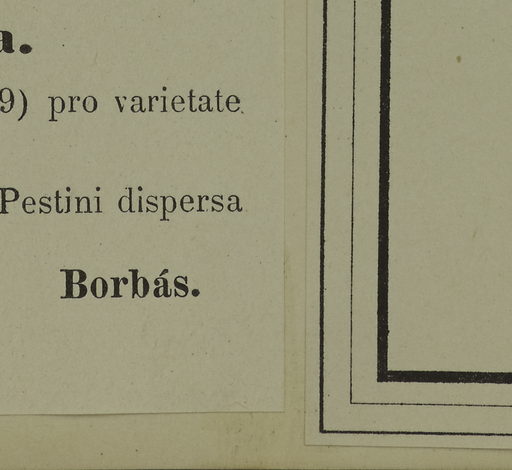 a.
9) pro varietate
Pestini dispersa
Borbás.